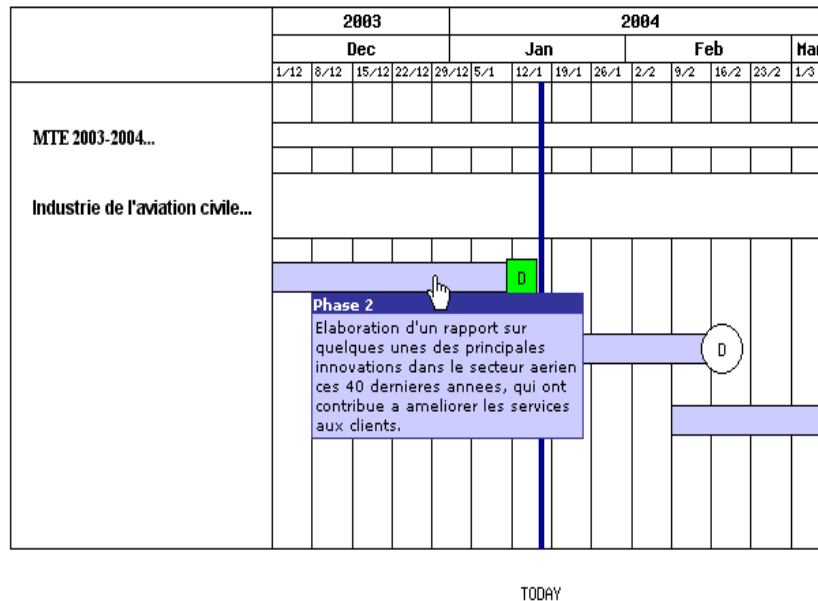 2003 2004
Dec Jan Feb Mar
1/12 8/12 15/12 22/12 29/12 5/1 12/1 19/1 26/1 2/2 9/2 16/2 23/2 1/3
MTE 2003-2004...
Industrie de l'aviation civile...
D
Phase 2
Elaboration d'un rapport sur
quelques unes des principales
innovations dans le secteur aerien
ces 40 dernieres annees, qui ont
contribue a ameliorer les services
aux clients.
D
TODAY